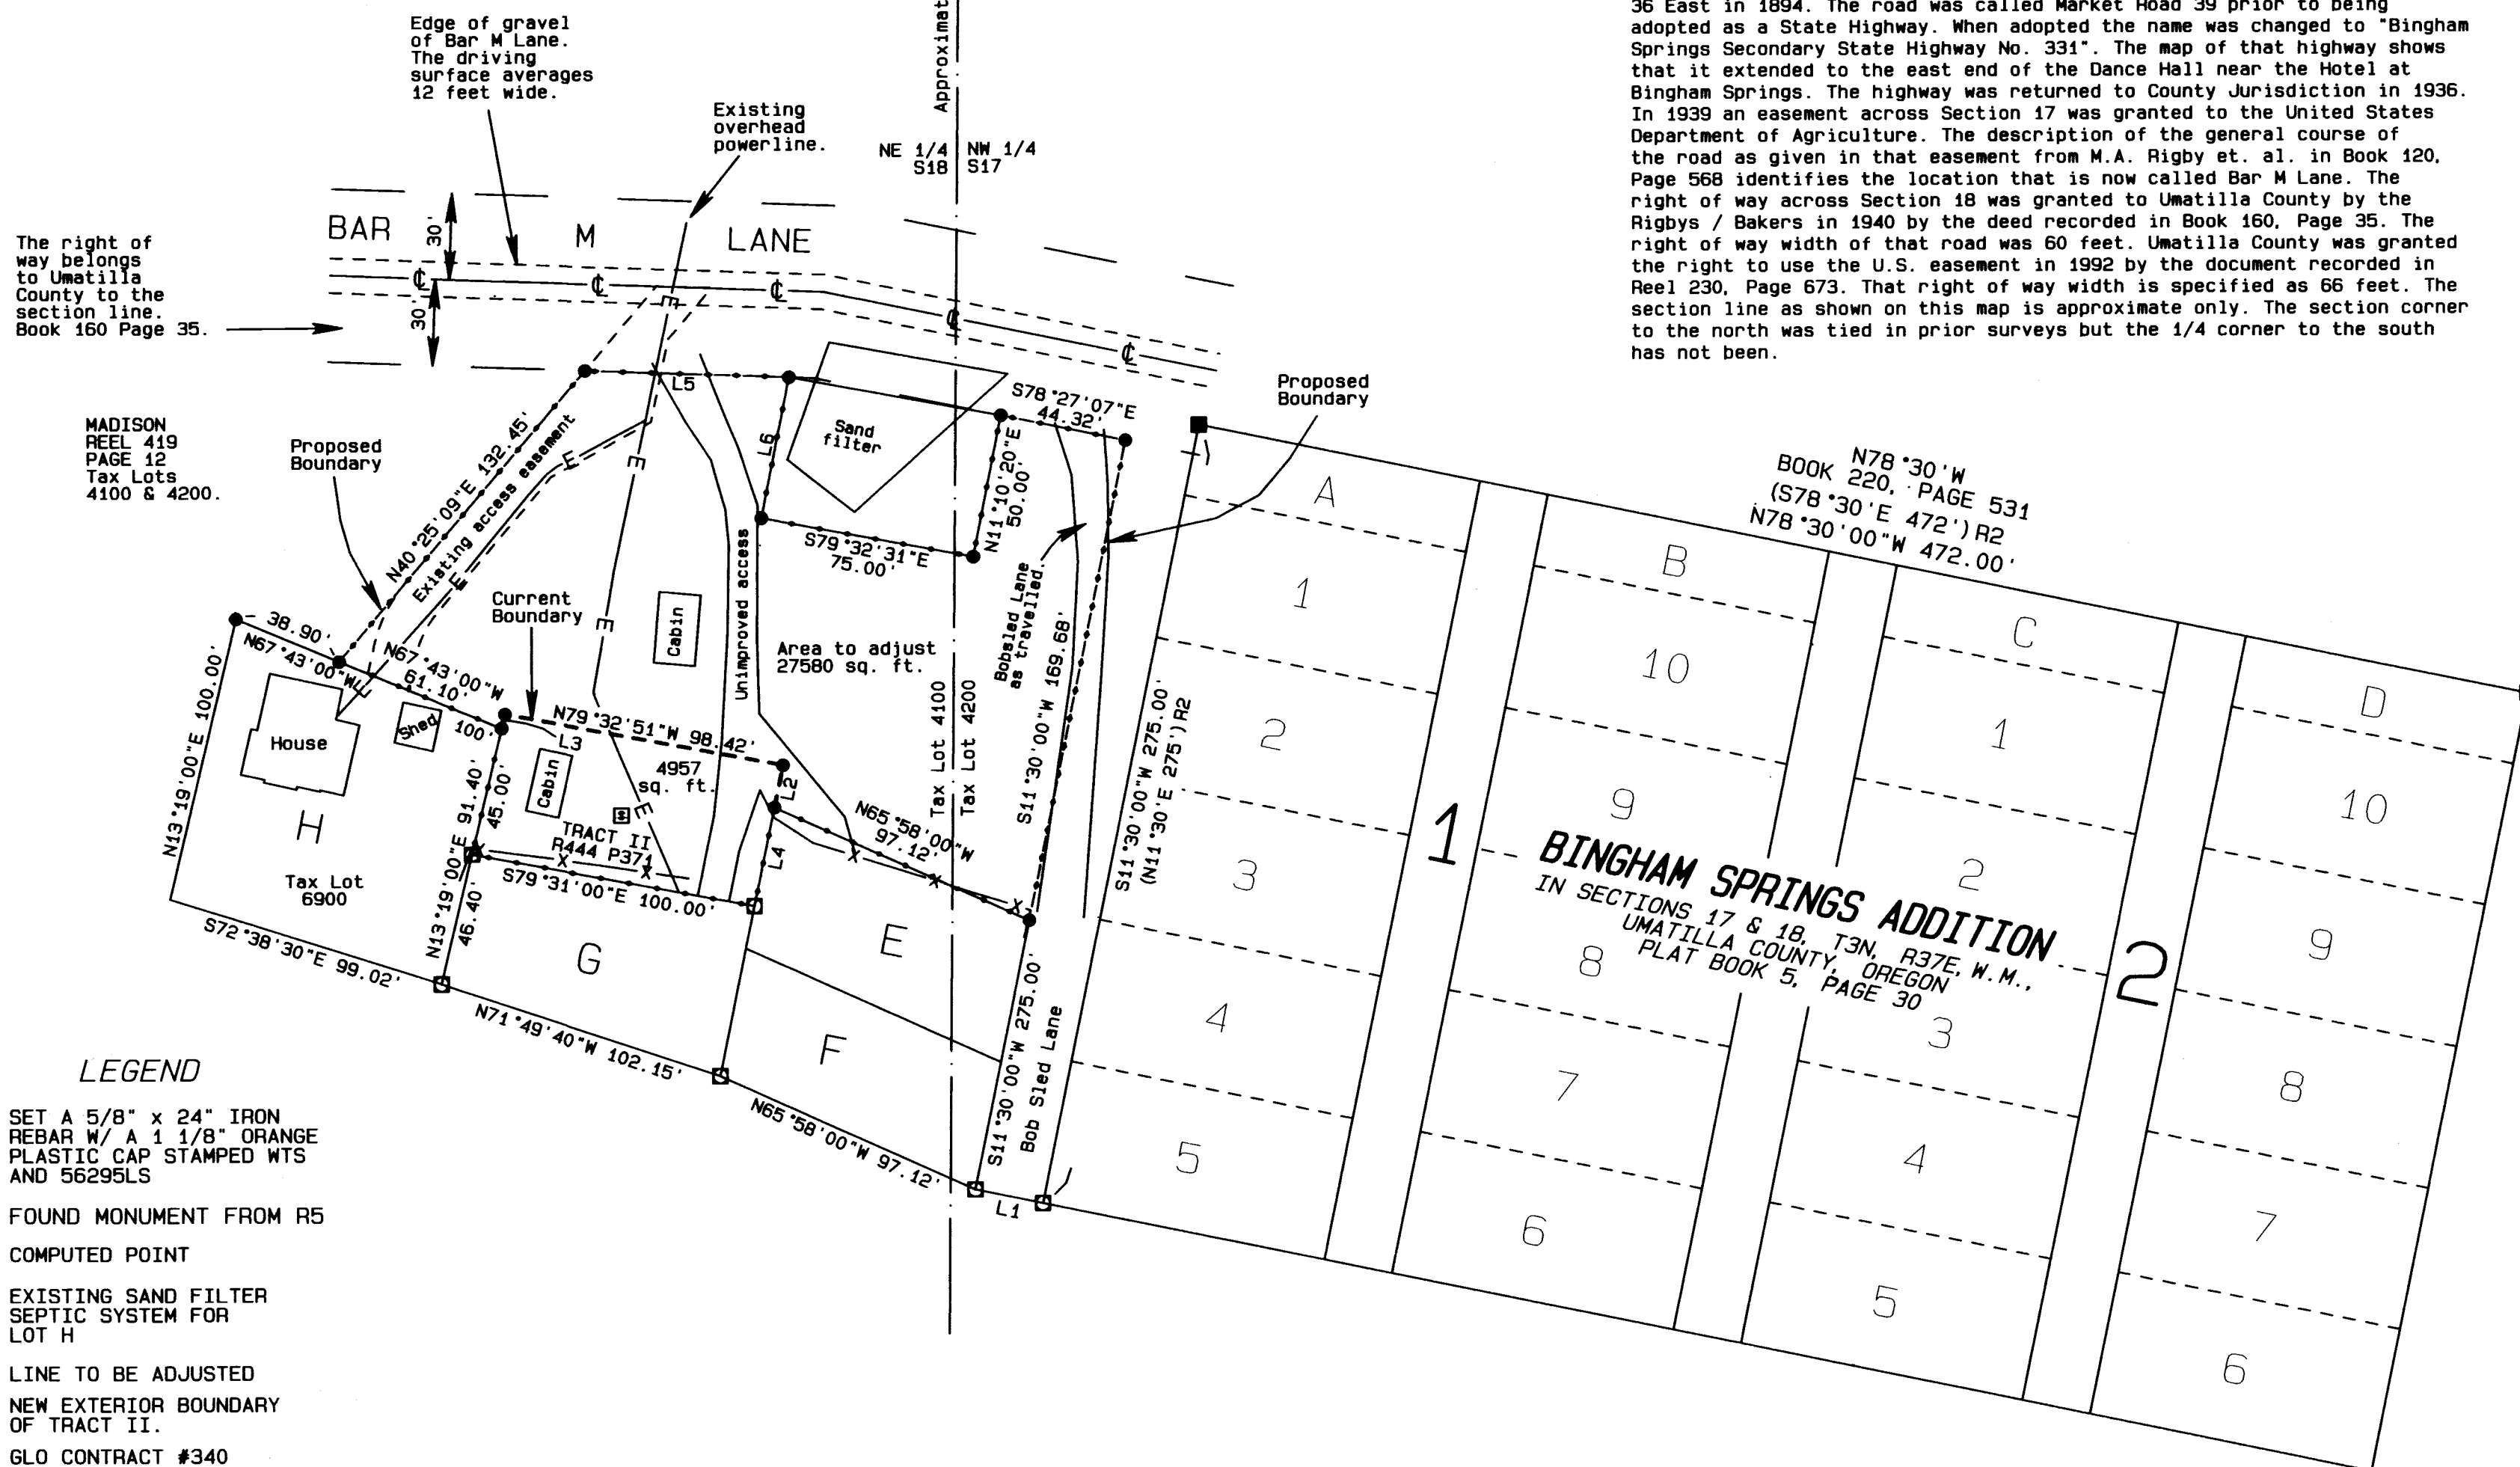 Edge of gravel
of Bar M Lane.
The driving
surface averages
12 feet wide.
Existing
overhead
powerline.
NE 1/4 NW 1/4
S18 S17
36 East in 1894. The road was called Market Road 39 prior to being
adopted as a State Highway. When adopted the name was changed to "Bingham
Springs Secondary State Highway No. 331". The map of that highway shows
that it extended to the east end of the Dance Hall near the Hotel at
Bingham Springs. The highway was returned to County Jurisdiction in 1936.
In 1939 an easement across Section 17 was granted to the United States
Department of Agriculture. The description of the general course of
the road as given in that easement from M.A. Rigby et. al. in Book 120,
Page 568 identifies the location that is now called Bar M Lane. The
right of way across Section 18 was granted to Umatilla County by the
Rigbys / Bakers in 1940 by the deed recorded in Book 160, Page 35. The
right of way width of that road was 60 feet. Umatilla County was granted
the right to use the U.S. easement in 1992 by the document recorded in
Reel 230, Page 673. That right of way width is specified as 66 feet. The
section line as shown on this map is approximate only. The section corner
to the north was tied in prior surveys but the 1/4 corner to the south
has not been.
The right of
way belongs
to Umatilla
County to the
section line.
Book 160 Page 35.
BAR M LANE
30'
30'
MADISON
REEL 419
PAGE 12
Tax Lots
4100 & 4200.
Proposed
Boundary
N40°25'09"E 132.45'
Existing access easement
L5
L6
Sand
filter
S78°27'07"E
44.32'
N11°10'20"E
50.00'
S79°32'31"E
75.00'
Proposed
Boundary
Bobsled Lane
as travelled.
S11°30'00"W 169.68'
Unimproved access
Cabin
Area to adjust
27580 sq. ft.
Tax Lot 4100
Tax Lot 4200
Current
Boundary
38.90'
N67°43'00"W
N67°43'00"W
61.10'
100'
N13°19'00"E 100.00'
House
Shed
H
Tax Lot
6900
S72°38'30"E 99.02'
N79°32'51"W 98.42'
L3
L2
L4
Cabin
4957
sq. ft.
TRACT II
R444 P371
N13°19'00"E 91.40'
45.00'
46.40'
S79°31'00"E 100.00'
N65°58'00"W
97.12'
G
E
F
N71°49'40"W 102.15'
N65°58'00"W 97.12'
S11°30'00"W 275.00'
Bob Sled Lane
L1
S11°30'00"W 275.00'
(N11°30'E 275')R2
N78°30'W
BOOK 220, PAGE 531
(S78°30'E 472')R2
N78°30'00"W 472.00'
A
1
2
3
4
5
1
B
10
9
8
7
6
C
1
2
3
4
5
2
D
10
9
8
7
6
BINGHAM SPRINGS ADDITION
IN SECTIONS 17 & 18, T3N, R37E, W.M.,
UMATILLA COUNTY, OREGON
PLAT BOOK 5, PAGE 30
LEGEND
SET A 5/8" x 24" IRON
REBAR W/ A 1 1/8" ORANGE
PLASTIC CAP STAMPED WTS
AND 56295LS
FOUND MONUMENT FROM R5
COMPUTED POINT
EXISTING SAND FILTER
SEPTIC SYSTEM FOR
LOT H
LINE TO BE ADJUSTED
NEW EXTERIOR BOUNDARY
OF TRACT II.
GLO CONTRACT #340